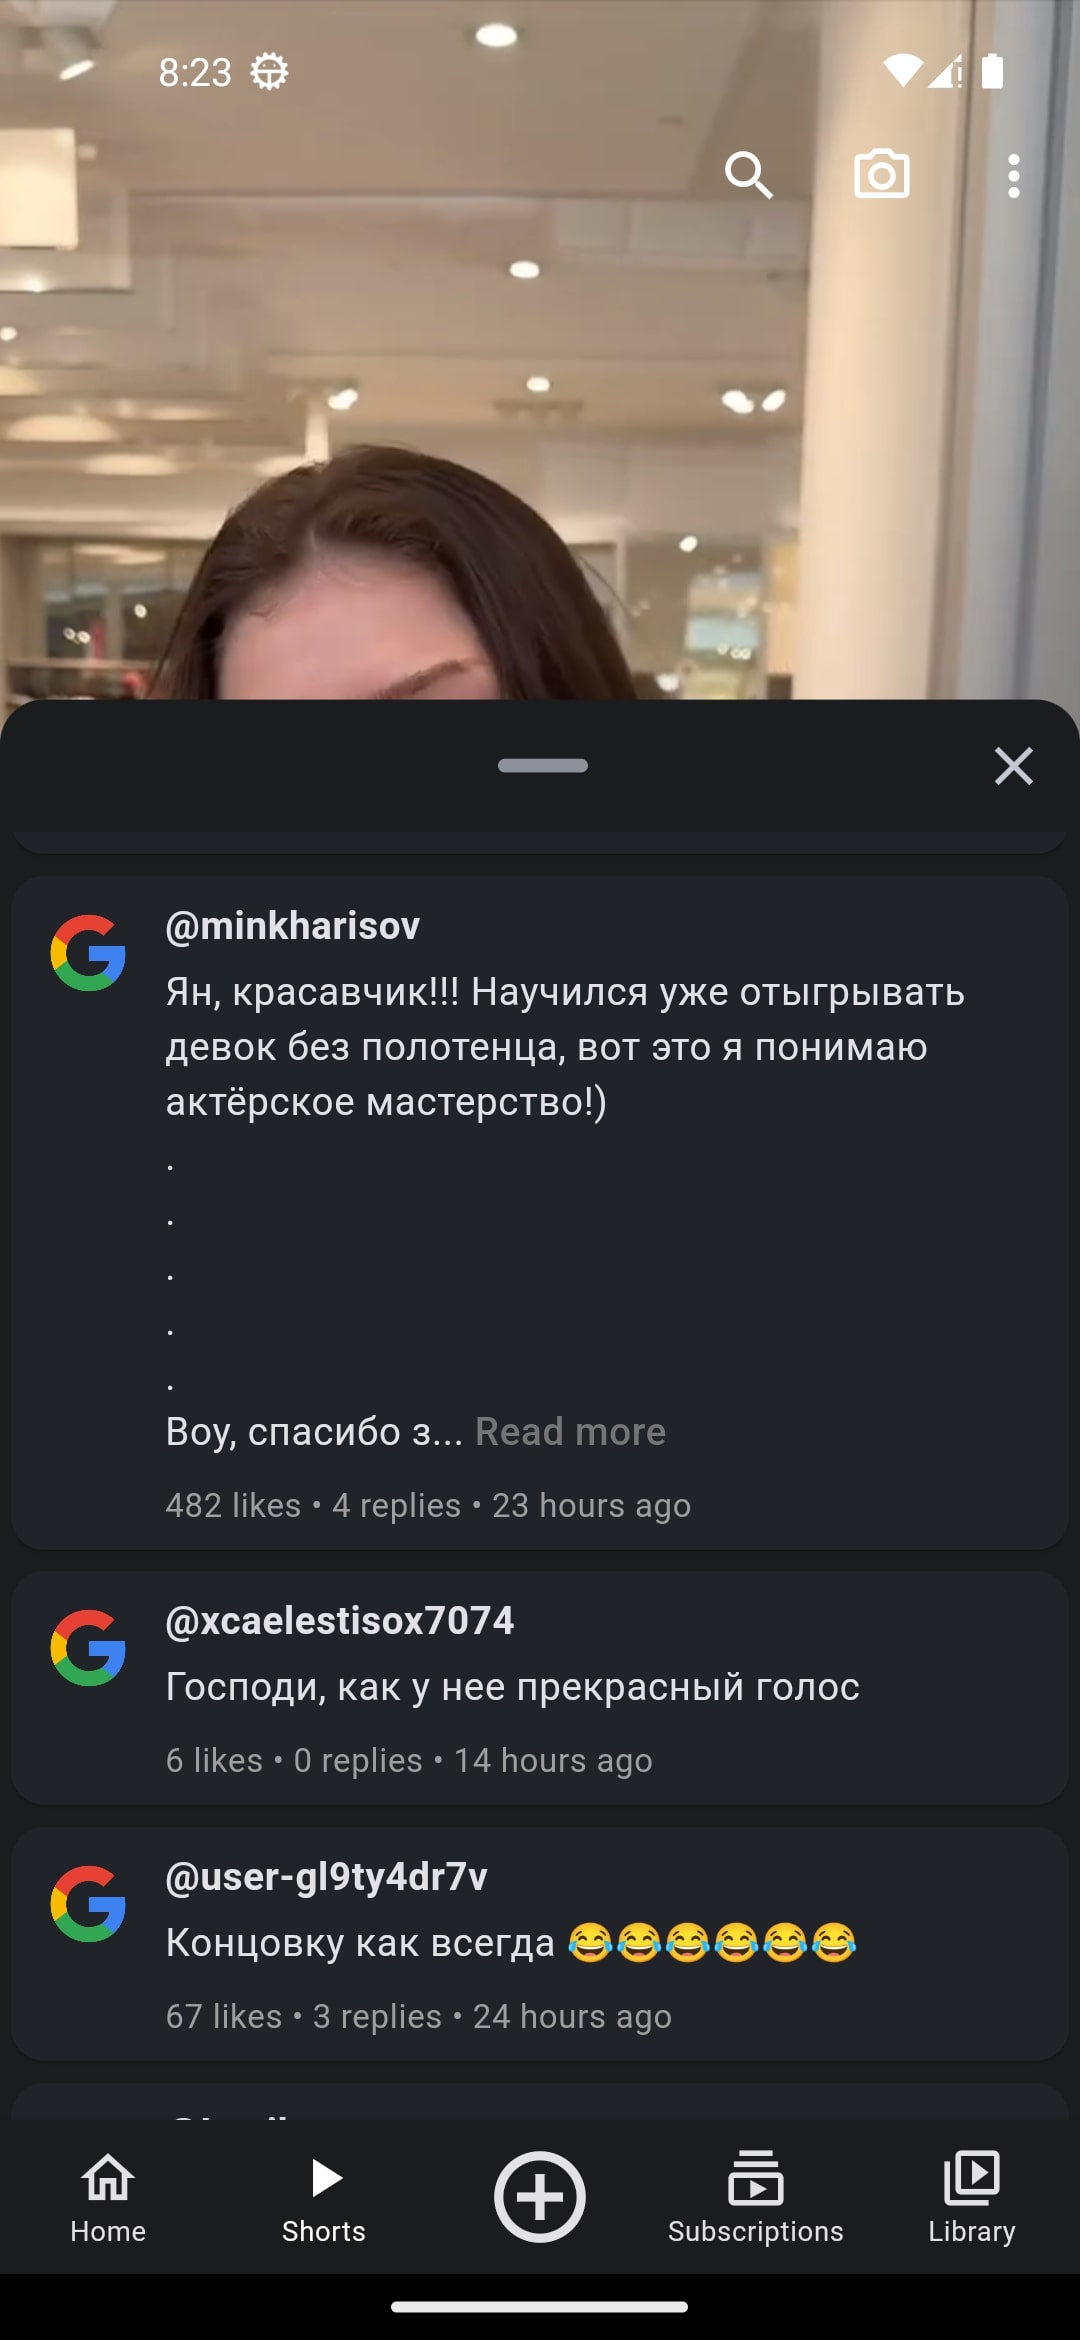 8:23
@minkharisov
Ян, красавчик!!! Научился уже отыгрывать
девок без полотенца, вот это я понимаю
актёрское мастерство!)
.
.
.
.
.
Воу, спасибо з... Read more
482 likes • 4 replies • 23 hours ago
@xcaelestisox7074
Господи, как у нее прекрасный голос
6 likes • 0 replies • 14 hours ago
@user-gl9ty4dr7v
Концовку как всегда 😂😂😂😂😂😂
67 likes • 3 replies • 24 hours ago
Home Shorts Subscriptions Library